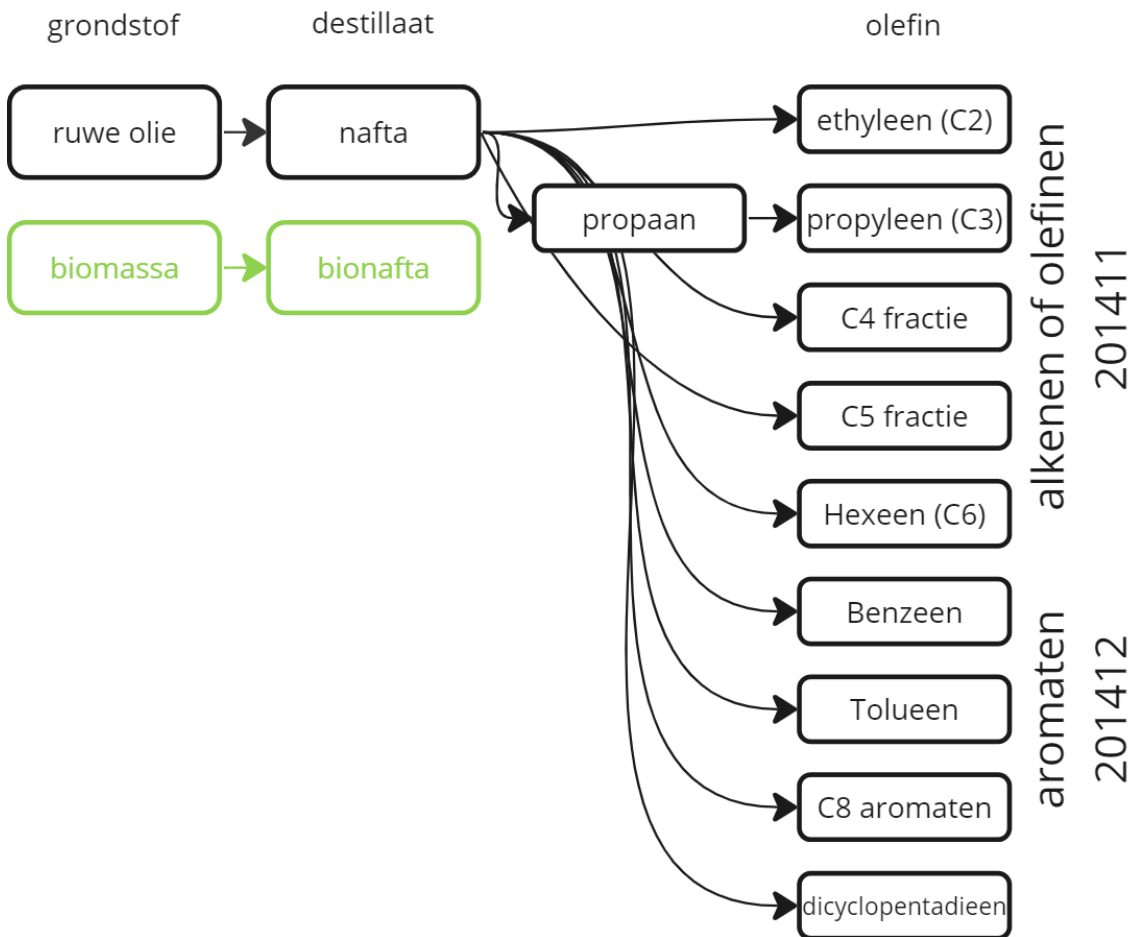 grondstof
destillaat
olefin
ruwe olie
nafta
ethyleen (C2)
propaan
propyleen (C3)
biomassa
bionafta
C4 fractie
C5 fractie
Hexeen (C6)
Benzeen
Tolueen
C8 aromaten
dicyclopentadieen
alkenen of olefinen
201411
aromaten
201412